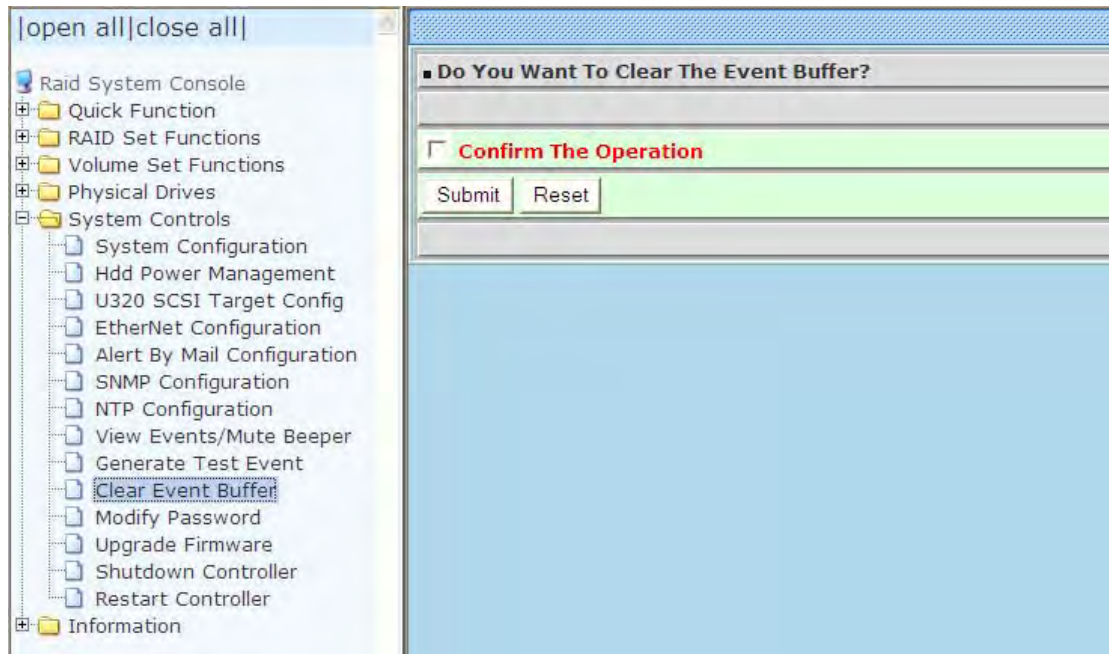 |open all|close all|
Raid System Console
Quick Function
RAID Set Functions
Volume Set Functions
Physical Drives
System Controls
System Configuration
Hdd Power Management
U320 SCSI Target Config
EtherNet Configuration
Alert By Mail Configuration
SNMP Configuration
NTP Configuration
View Events/Mute Beeper
Generate Test Event
Clear Event Buffer
Modify Password
Upgrade Firmware
Shutdown Controller
Restart Controller
Information
Do You Want To Clear The Event Buffer?
Confirm The Operation
Submit Reset